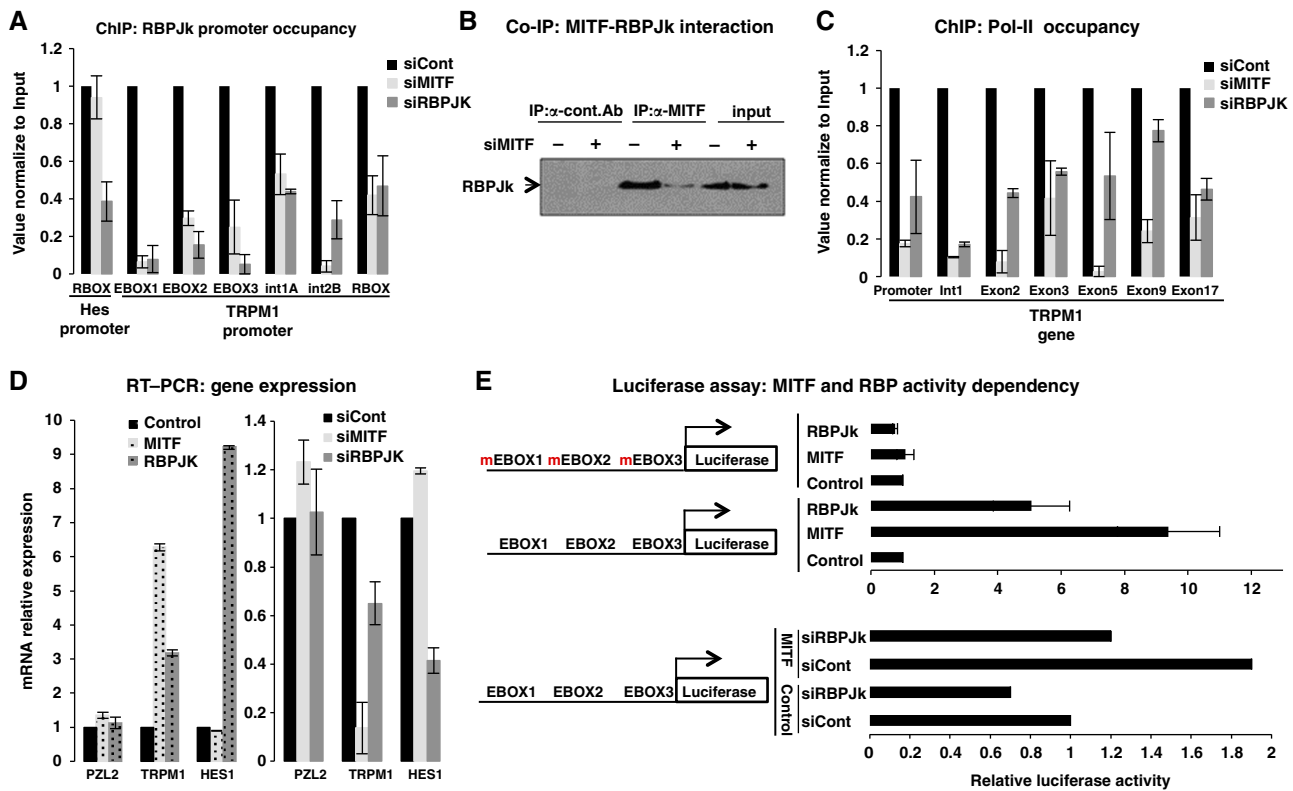 A
ChIP: RBPJk promoter occupancy
Value normalize to Input
1.2
1
0.8
0.6
0.4
0.2
0
siCont
siMITF
siRBPJK
RBOX EBOX1 EBOX2 EBOX3 int1A int2B RBOX
Hes promoter
TRPM1 promoter
B
Co-IP: MITF-RBPJk interaction
IP:α-cont.Ab IP:α-MITF input
siMITF – + – + – +
RBPJk
C
ChIP: Pol-II occupancy
Value normalize to Input
1.2
1
0.8
0.6
0.4
0.2
0
siCont
siMITF
siRBPJK
Promoter Int1 Exon2 Exon3 Exon5 Exon9 Exon17
TRPM1 gene
D
RT–PCR: gene expression
mRNA relative expression
10
9
8
7
6
5
4
3
2
1
0
Control
MITF
RBPJK
PZL2 TRPM1 HES1
1.4
1.2
1
0.8
0.6
0.4
0.2
0
siCont
siMITF
siRBPJK
PZL2 TRPM1 HES1
E
Luciferase assay: MITF and RBP activity dependency
mEBOX1 mEBOX2 mEBOX3 Luciferase
RBPJk
MITF
Control
EBOX1 EBOX2 EBOX3 Luciferase
RBPJk
MITF
Control
0 2 4 6 8 10 12
EBOX1 EBOX2 EBOX3 Luciferase
MITF
siRBPJk
siCont
Control
siRBPJk
siCont
0 0.2 0.4 0.6 0.8 1 1.2 1.4 1.6 1.8 2
Relative luciferase activity